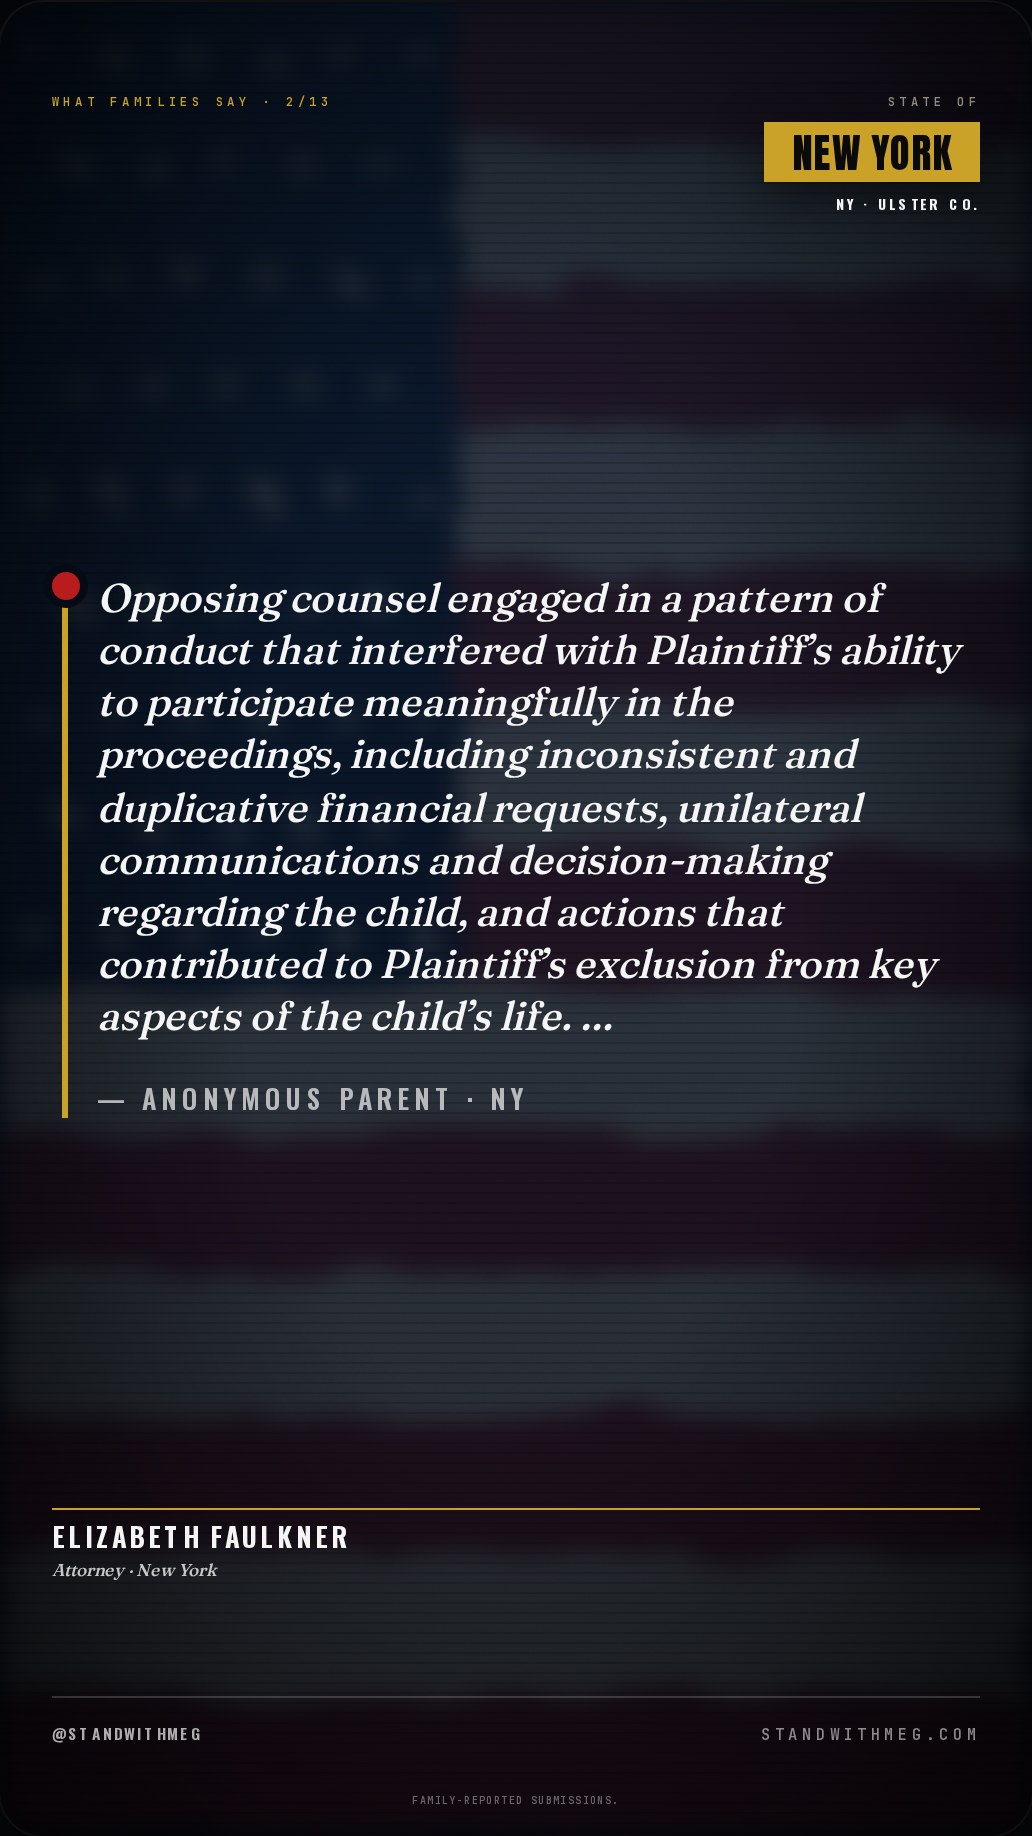 WHAT FAMILIES SAY · 2/13
STATE OF
NEW YORK
NY · ULSTER CO.
Opposing counsel engaged in a pattern of
conduct that interfered with Plaintiff’s ability
to participate meaningfully in the
proceedings, including inconsistent and
duplicative financial requests, unilateral
communications and decision-making
regarding the child, and actions that
contributed to Plaintiff’s exclusion from key
aspects of the child’s life. ...
— ANONYMOUS PARENT · NY
ELIZABETH FAULKNER
Attorney · New York
@STANDWITHMEG
STANDWITHMEG.COM
FAMILY-REPORTED SUBMISSIONS.